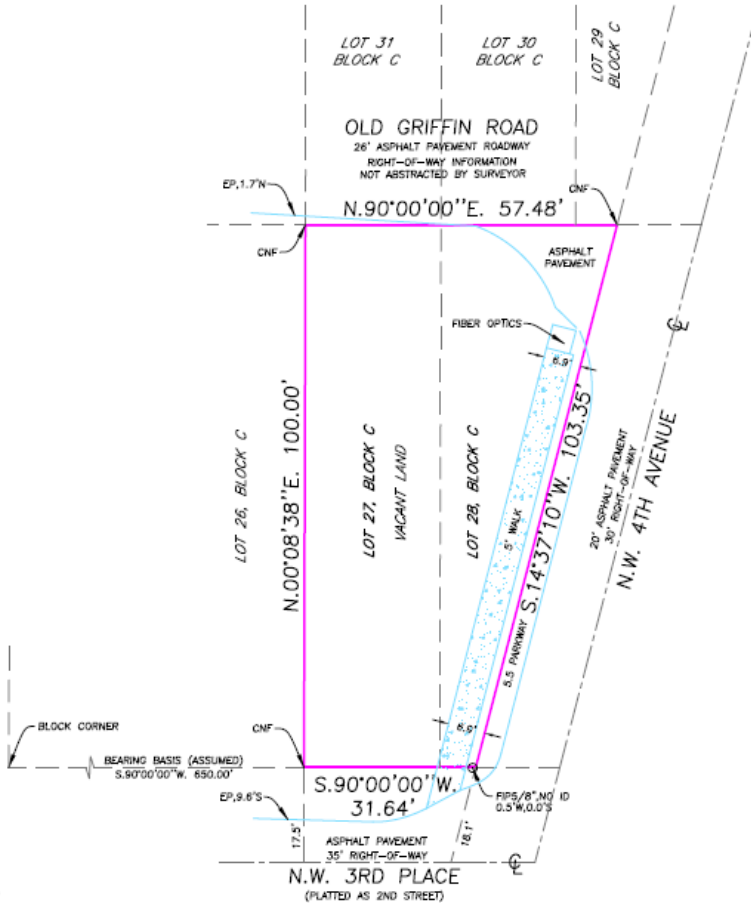 LOT 31
BLOCK C
LOT 30
BLOCK C
LOT 29
BLOCK C
OLD GRIFFIN ROAD
26' ASPHALT PAVEMENT ROADWAY
RIGHT-OF-WAY INFORMATION
NOT ABSTRACTED BY SURVEYOR
EP,1.7'N
CNF
N.90°00'00"E. 57.48'
CNF
ASPHALT
PAVEMENT
FIBER OPTICS
6.9'
℄
N.00°08'38"E. 100.00'
LOT 26, BLOCK C
LOT 27, BLOCK C
VACANT LAND
LOT 28, BLOCK C
5' WALK
5.5 PARKWAY
S.14°37'10"W. 103.35'
20' ASPHALT PAVEMENT
30' RIGHT-OF-WAY
N.W. 4TH AVENUE
6.9'
BLOCK CORNER
CNF
BEARING BASIS (ASSUMED)
S.90°00'00"W. 650.00'
S.90°00'00"W.
31.64'
FIP5/8",NO ID
0.5'W,0.0'S
EP,9.6'S
17.5'
18.1'
ASPHALT PAVEMENT
35' RIGHT-OF-WAY
℄
N.W. 3RD PLACE
(PLATTED AS 2ND STREET)